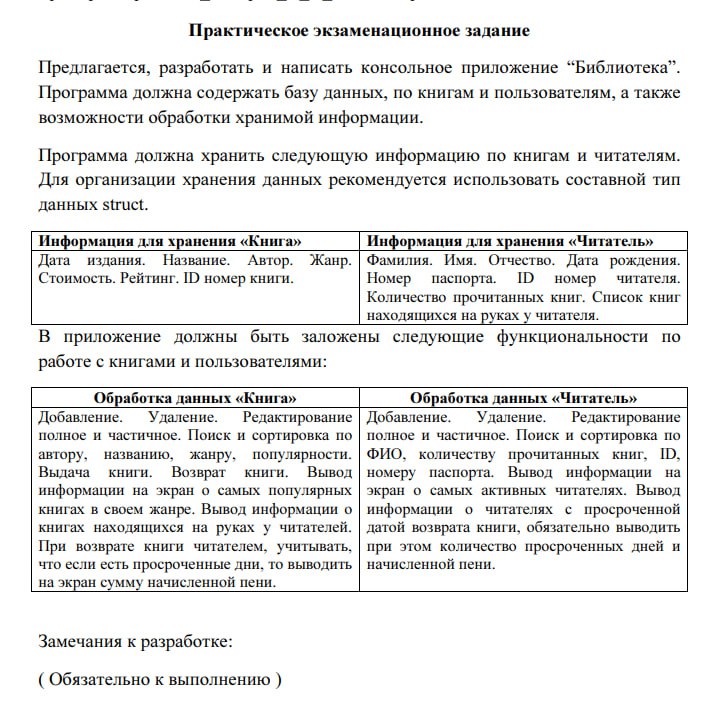 Практическое экзаменационное задание
Предлагается, разработать и написать консольное приложение “Библиотека”.
Программа должна содержать базу данных, по книгам и пользователям, а также
возможности обработки хранимой информации.
Программа должна хранить следующую информацию по книгам и читателям.
Для организации хранения данных рекомендуется использовать составной тип
данных struct.
Информация для хранения «Книга»
Дата издания. Название. Автор. Жанр.
Стоимость. Рейтинг. ID номер книги.
Информация для хранения «Читатель»
Фамилия. Имя. Отчество. Дата рождения.
Номер паспорта. ID номер читателя.
Количество прочитанных книг. Список книг
находящихся на руках у читателя.
В приложение должны быть заложены следующие функциональности по
работе с книгами и пользователями:
Обработка данных «Книга»
Добавление. Удаление. Редактирование
полное и частичное. Поиск и сортировка по
автору, названию, жанру, популярности.
Выдача книги. Возврат книги. Вывод
информации на экран о самых популярных
книгах в своем жанре. Вывод информации о
книгах находящихся на руках у читателей.
При возврате книги читателем, учитывать,
что если есть просроченные дни, то выводить
на экран сумму начисленной пени.
Обработка данных «Читатель»
Добавление. Удаление. Редактирование
полное и частичное. Поиск и сортировка по
ФИО, количеству прочитанных книг, ID,
номеру паспорта. Вывод информации на
экран о самых активных читателях. Вывод
информации о читателях с просроченной
датой возврата книги, обязательно выводить
при этом количество просроченных дней и
начисленной пени.
Замечания к разработке:
( Обязательно к выполнению )